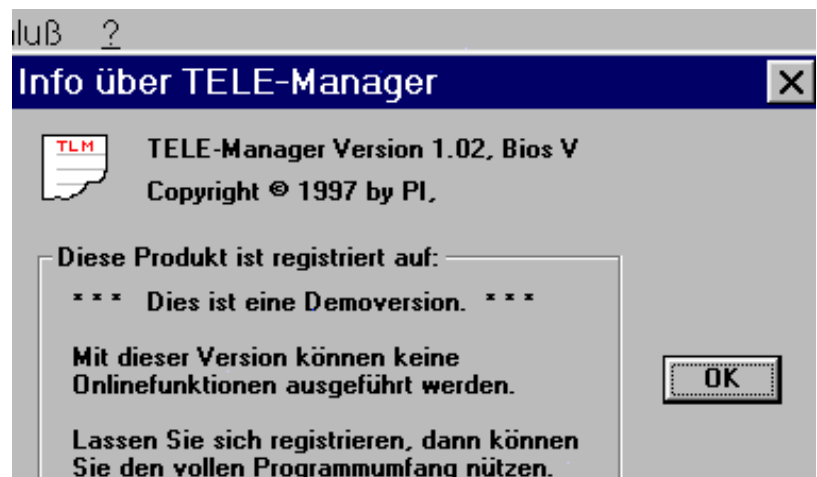 luß ?
Info über TELE-Manager
TLM
TELE-Manager Version 1.02, Bios V
Copyright © 1997 by PI,
Diese Produkt ist registriert auf:
* * * Dies ist eine Demoversion. * * *
Mit dieser Version können keine
Onlinefunktionen ausgeführt werden.
OK
Lassen Sie sich registrieren, dann können
Sie den vollen Programmumfang nützen.